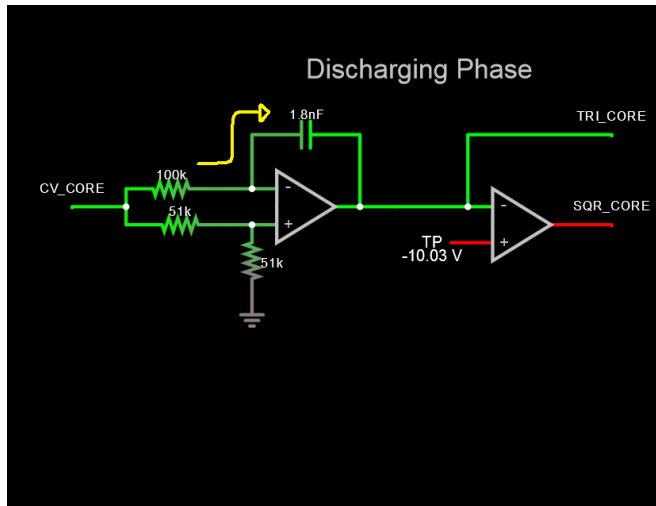 Discharging Phase
1.8nF
TRI_CORE
100k
-
CV_CORE
51k
+
-
SQR_CORE
TP
-10.03 V
+
51k